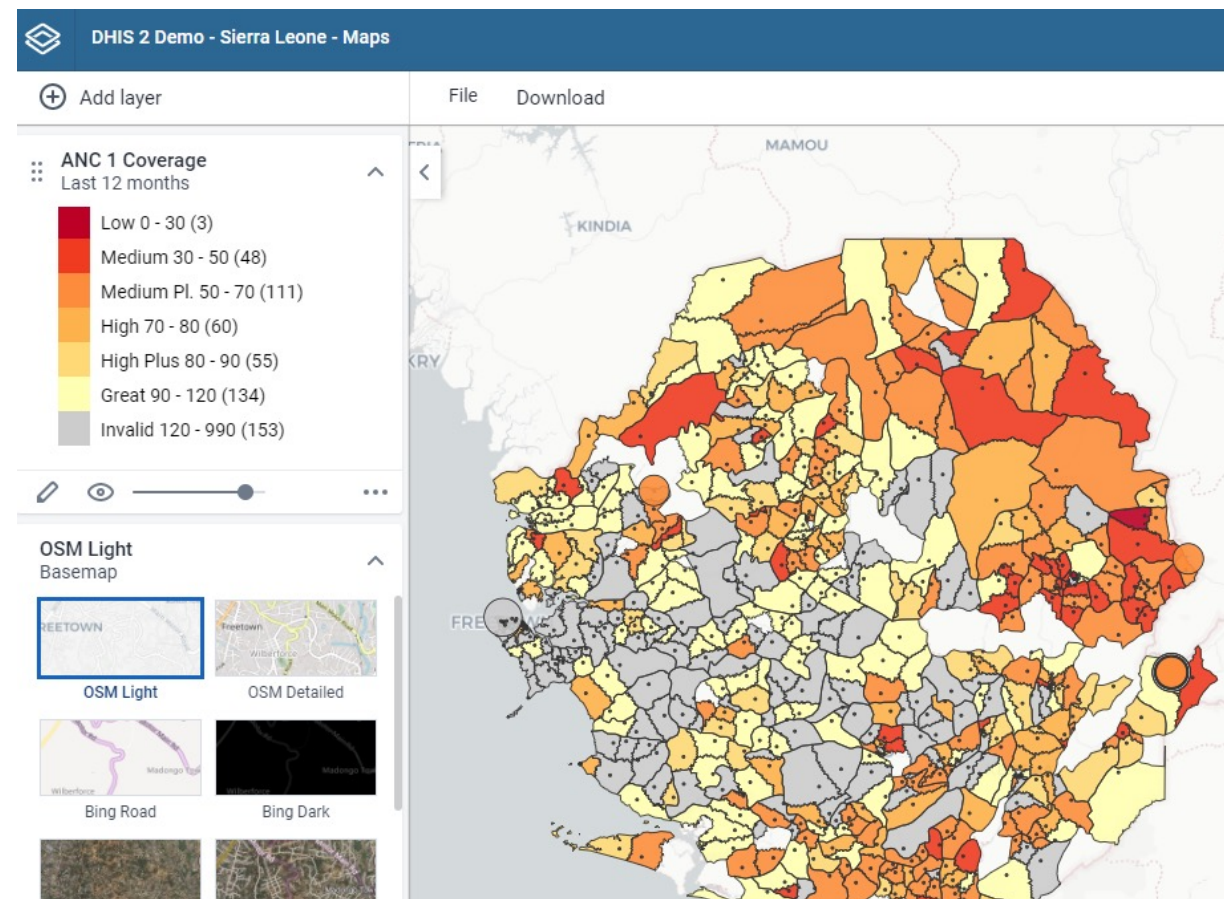 DHIS 2 Demo - Sierra Leone - Maps
Add layer
File Download
ANC 1 Coverage
Last 12 months
Low 0 - 30 (3)
Medium 30 - 50 (48)
Medium Pl. 50 - 70 (111)
High 70 - 80 (60)
High Plus 80 - 90 (55)
Great 90 - 120 (134)
Invalid 120 - 990 (153)
OSM Light
Basemap
REETOWN
Freetown
Wilberforce
OSM Light
OSM Detailed
Wilberforce
Madongo
Madongo
Wilberforce
Bing Road
Bing Dark
MAMOU
KINDIA
KRY
FREE